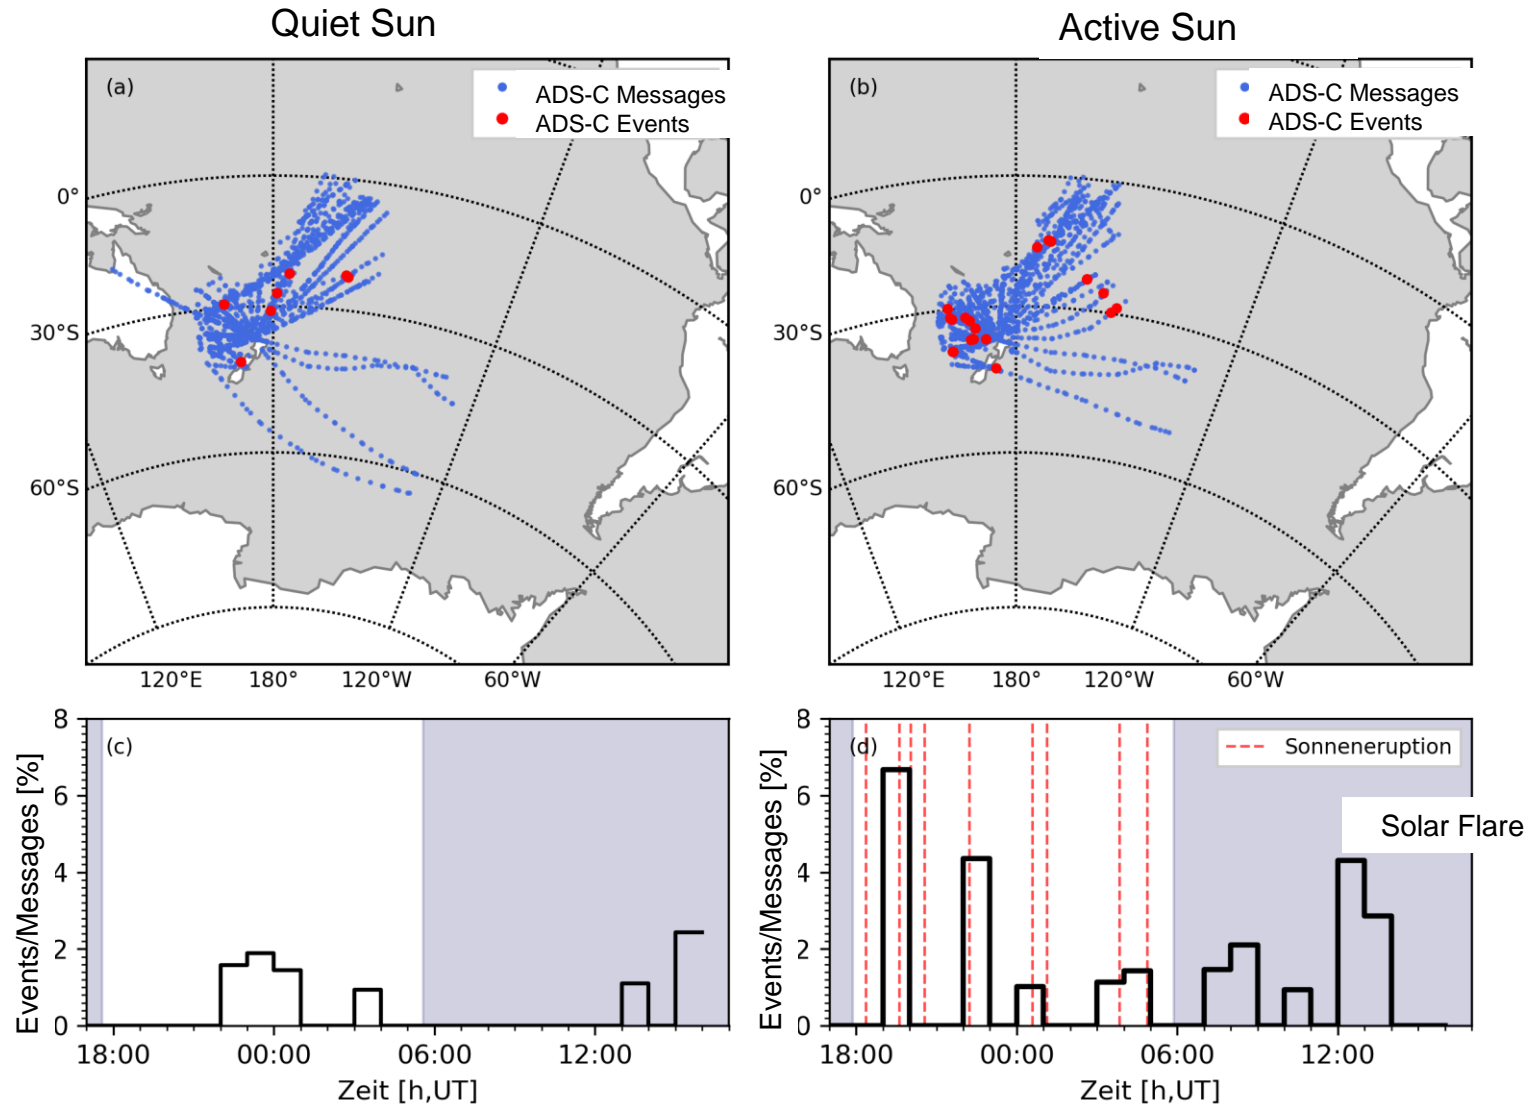 Quiet Sun
Active Sun
(a)
ADS-C Messages
ADS-C Events
0°
30°S
60°S
120°E 180° 120°W 60°W
(b)
ADS-C Messages
ADS-C Events
0°
30°S
60°S
120°E 180° 120°W 60°W
(c)
Events/Messages [%]
8
6
4
2
0
18:00 00:00 06:00 12:00
Zeit [h,UT]
(d)
Sonneneruption
Solar Flare
Events/Messages [%]
8
6
4
2
0
18:00 00:00 06:00 12:00
Zeit [h,UT]